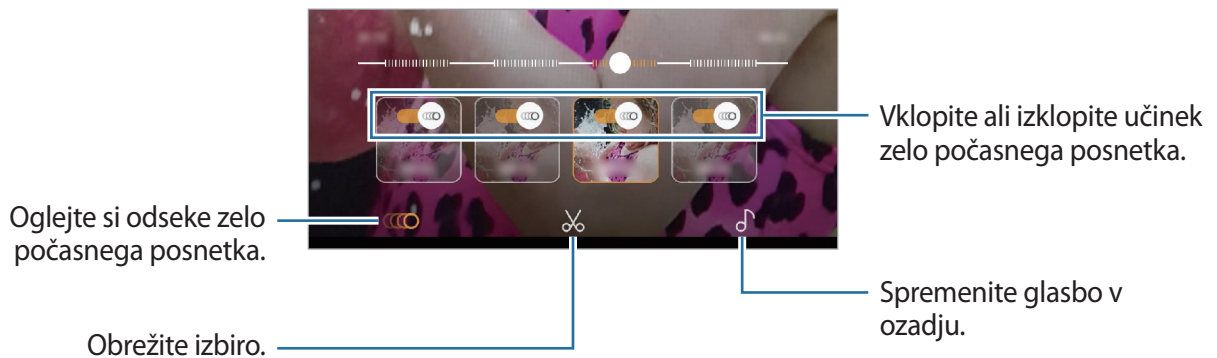 Vklopite ali izklopite učinek
zelo počasnega posnetka.
Oglejte si odseke zelo
počasnega posnetka.
Spremenite glasbo v
ozadju.
Obrežite izbiro.